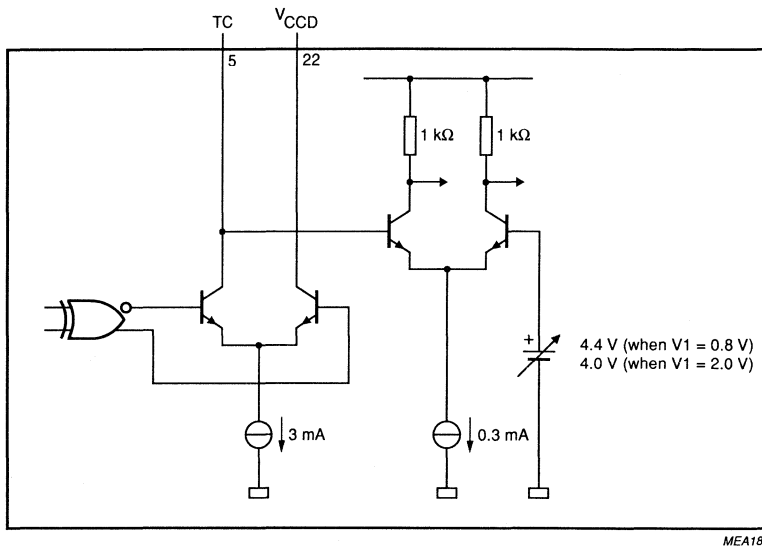 TC
VCCD
5
22
1 kΩ
1 kΩ
+
4.4 V (when V1 = 0.8 V)
4.0 V (when V1 = 2.0 V)
3 mA
0.3 mA
MEA18